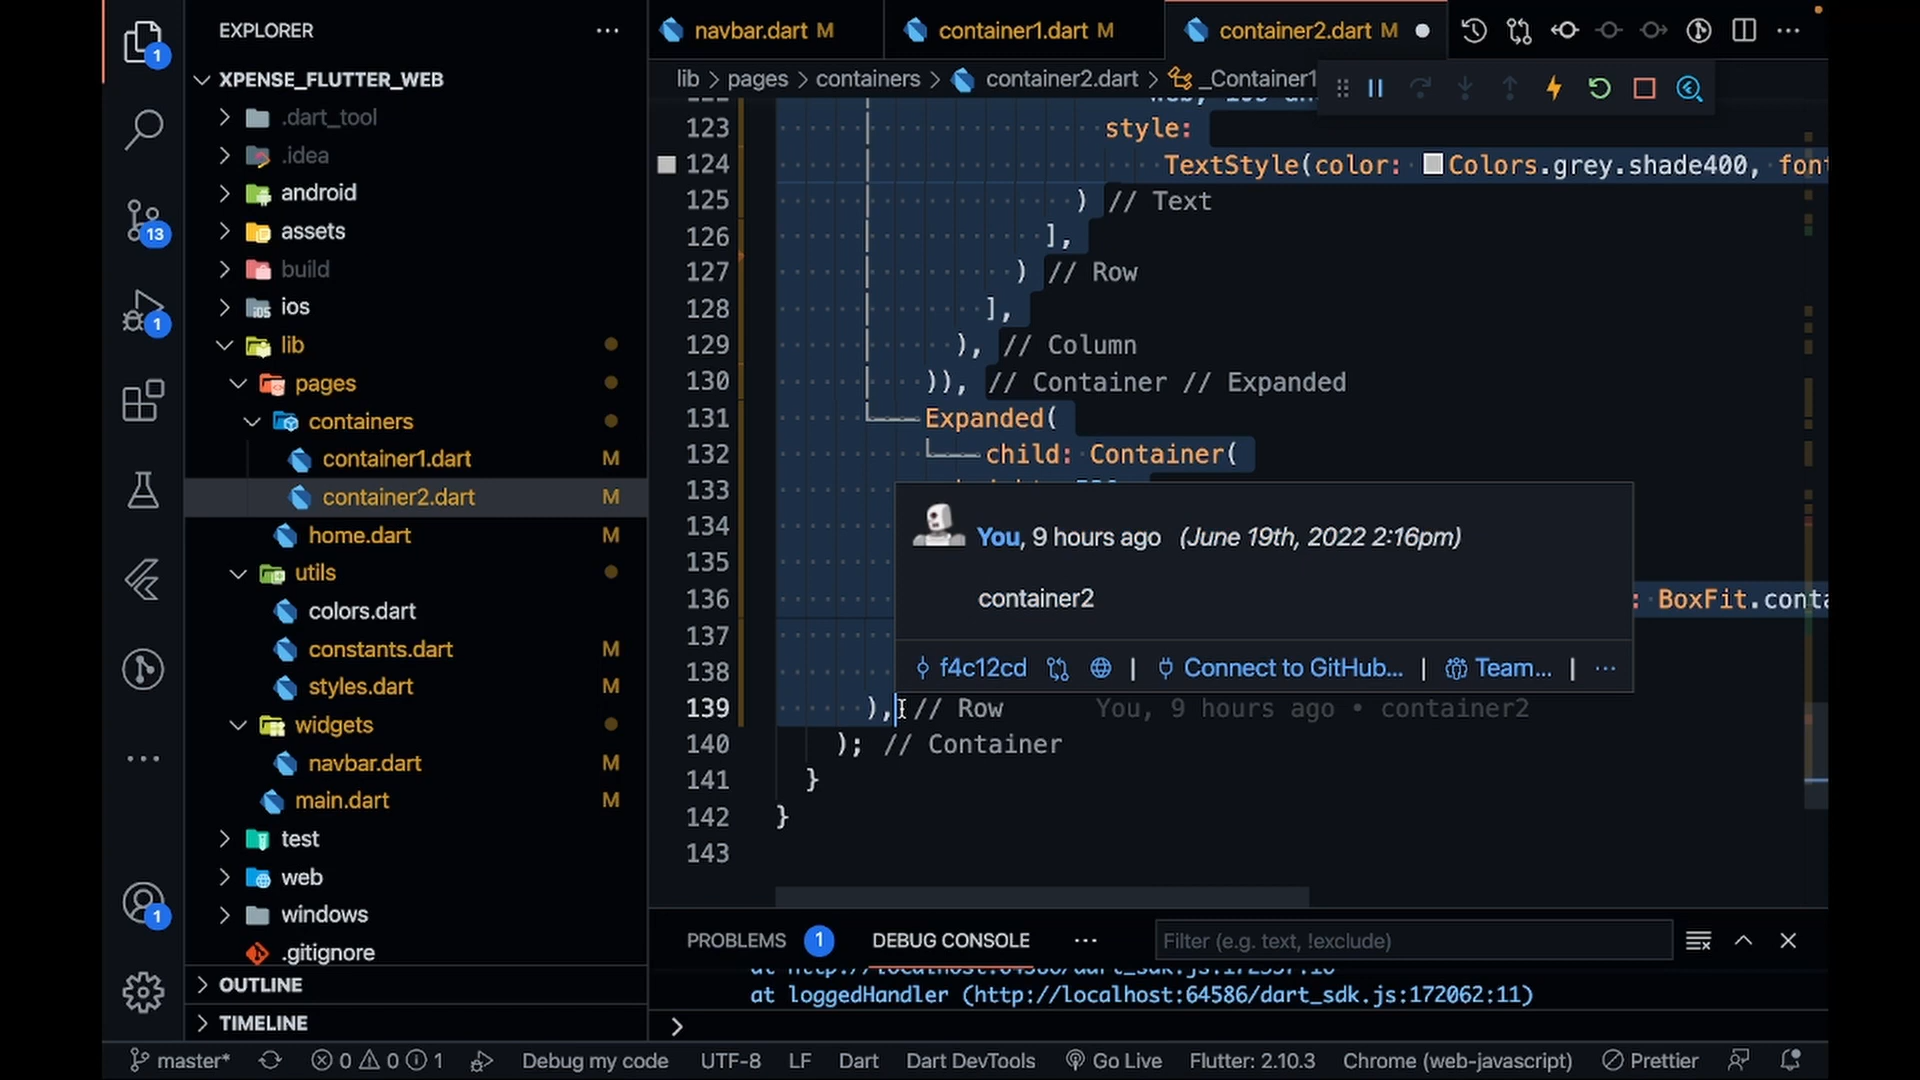 EXPLORER
XPENSE_FLUTTER_WEB
.dart_tool
.idea
android
assets
build
ios
lib
pages
containers
container1.dart M
container2.dart M
home.dart M
utils
colors.dart
constants.dart M
styles.dart M
widgets
navbar.dart M
main.dart M
test
web
windows
.gitignore
OUTLINE
TIMELINE
1
13
1
1
navbar.dart M
container1.dart M
container2.dart M
lib > pages > containers > container2.dart > _Container1
123 style:
124 TextStyle(color: Colors.grey.shade400, fon
125 ) // Text
126 ],
127 ) // Row
128 ],
129 ), // Column
130 )), // Container // Expanded
131 Expanded(
132 child: Container(
133
134
135
136 : BoxFit.conta
137
138
139 ), // Row You, 9 hours ago • container2
140 ); // Container
141 }
142 }
143
You, 9 hours ago (June 19th, 2022 2:16pm)
container2
f4c12cd | Connect to GitHub... | Team... | ...
PROBLEMS 1 DEBUG CONSOLE ... Filter (e.g. text, !exclude)
at loggedHandler (http://localhost:64586/dart_sdk.js:172062:11)
>
master* 0 0 1 Debug my code UTF-8 LF Dart Dart DevTools Go Live Flutter: 2.10.3 Chrome (web-javascript) Prettier